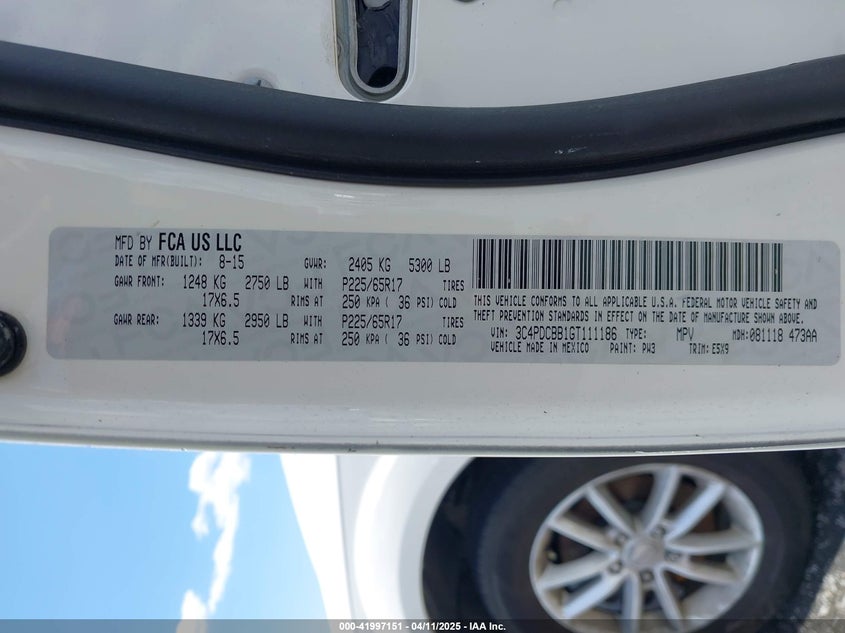 MFD BY FCA US LLC
DATE OF MFR(BUILT): 8-15 GVWR: 2405 KG 5300 LB
GAWR FRONT: 1248 KG 2750 LB WITH P225/65R17 TIRES
17X6.5 RIMS AT 250 KPA ( 36 PSI) COLD
GAWR REAR: 1339 KG 2950 LB WITH P225/65R17 TIRES
17X6.5 RIMS AT 250 KPA ( 36 PSI) COLD
THIS VEHICLE CONFORMS TO ALL APPLICABLE U.S.A. FEDERAL MOTOR VEHICLE SAFETY AND
THEFT PREVENTION STANDARDS IN EFFECT ON THE DATE OF MANUFACTURE SHOWN ABOVE.
VIN: 3C4PDCBB1GT111186 TYPE: MPV MDH:081118 473AA
VEHICLE MADE IN MEXICO PAINT: PW3 TRIM: E5X9
000-41997151 - 04/11/2025 - IAA Inc.